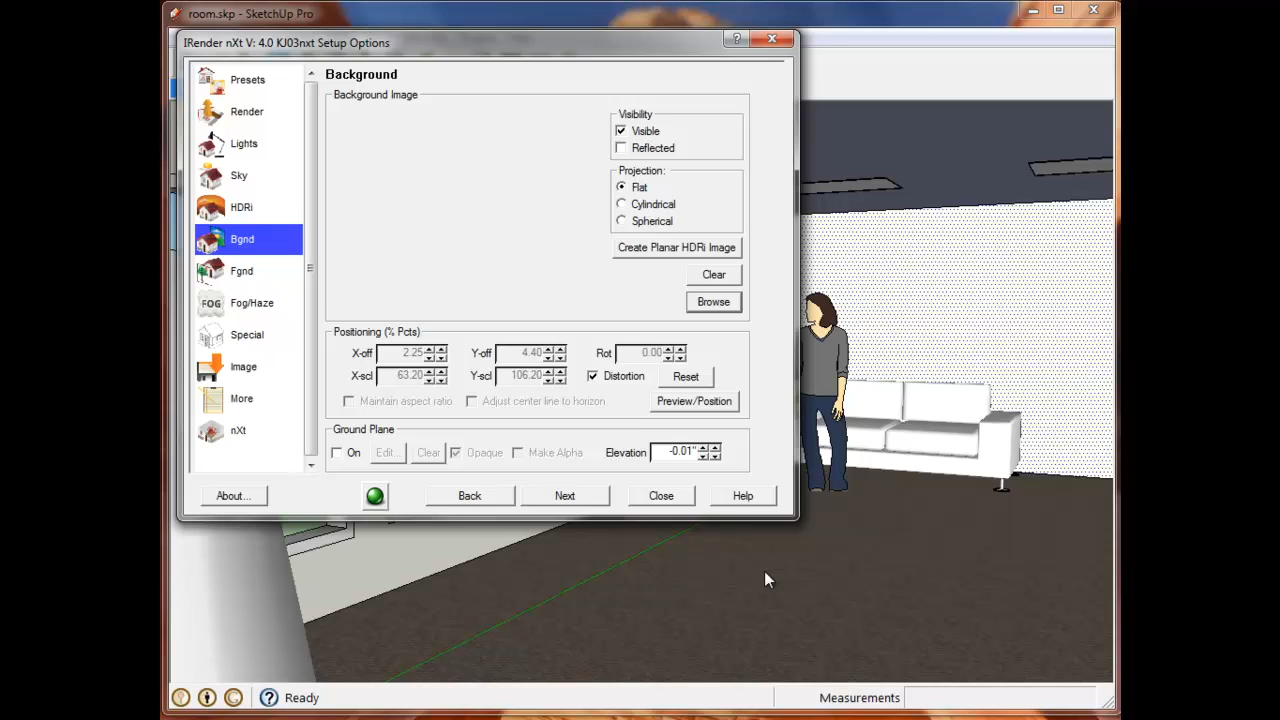 room.skp - SketchUp Pro
IRender nXt V: 4.0 KJ03nxt Setup Options
Presets
Render
Lights
Sky
HDRi
Bgnd
Fgnd
FOG Fog/Haze
Special
Image
More
nXt
Background
Background Image
Visibility
Visible
Reflected
Projection:
Flat
Cylindrical
Spherical
Create Planar HDRi Image
Clear
Browse
Positioning (% Pcts)
X-off 2.25 Y-off 4.40 Rot 0.00
X-scl 63.20 Y-scl 106.20 Distortion Reset
Maintain aspect ratio Adjust center line to horizon Preview/Position
Ground Plane
On Edit... Clear Opaque Make Alpha Elevation -0.01"
About... Back Next Close Help
Ready Measurements